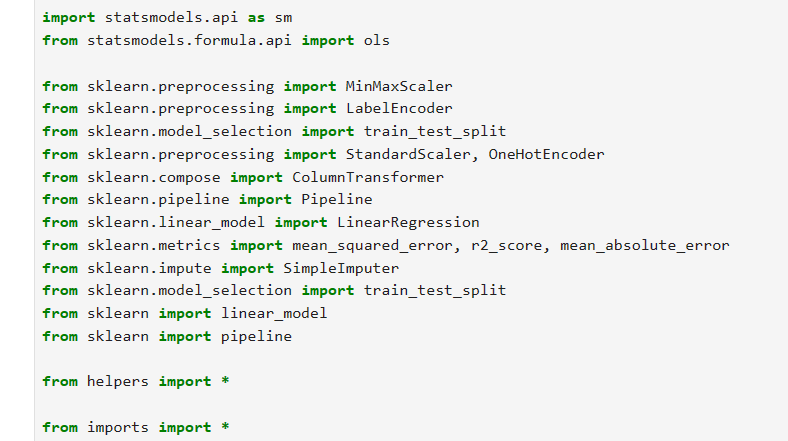 import statsmodels.api as sm
from statsmodels.formula.api import ols
from sklearn.preprocessing import MinMaxScaler
from sklearn.preprocessing import LabelEncoder
from sklearn.model_selection import train_test_split
from sklearn.preprocessing import StandardScaler, OneHotEncoder
from sklearn.compose import ColumnTransformer
from sklearn.pipeline import Pipeline
from sklearn.linear_model import LinearRegression
from sklearn.metrics import mean_squared_error, r2_score, mean_absolute_error
from sklearn.impute import SimpleImputer
from sklearn.model_selection import train_test_split
from sklearn import linear_model
from sklearn import pipeline
from helpers import *
from imports import *